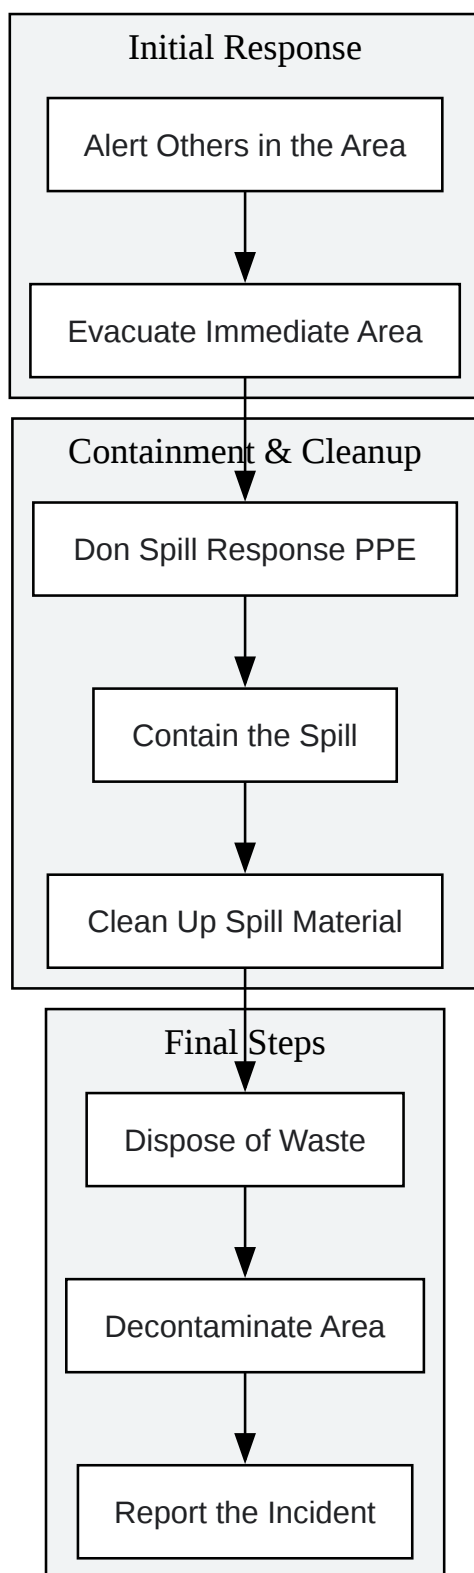 Initial Response
Alert Others in the Area
Evacuate Immediate Area
Containment & Cleanup
Don Spill Response PPE
Contain the Spill
Clean Up Spill Material
Final Steps
Dispose of Waste
Decontaminate Area
Report the Incident